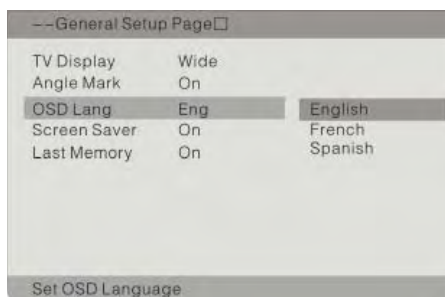 --General Setup Page□
TV Display Wide
Angle Mark On
OSD Lang Eng English
Screen Saver On French
Last Memory On Spanish
Set OSD Language